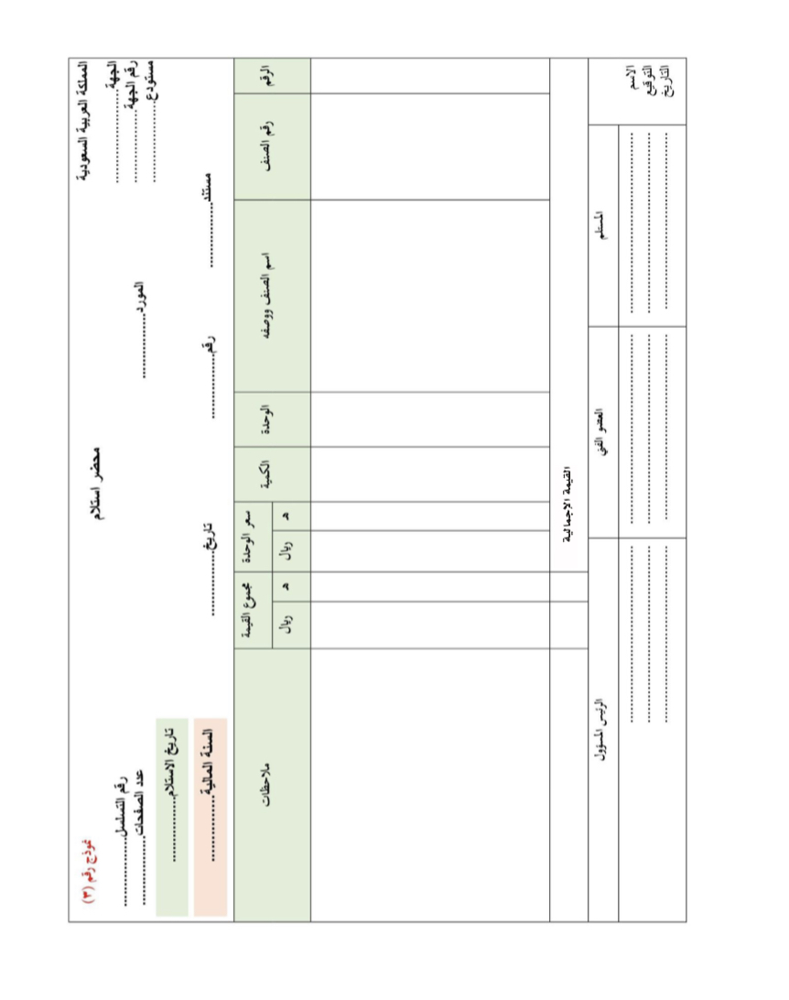 المملكة العربية السعودية
نموذج رقم (٣)
محضر استلام
الجهة....................
رقم الجهة...............
مستودع..................
المورد...............
رقم التسلسل...............
عدد الصفحات...............
تاريخ الاستلام...............
مستند...............
رقم...............
تاريخ...............
السنة المالية...............
الرقم
رقم الصنف
اسم الصنف ووصفه
الوحدة
الكمية
سعر الوحدة
مجموع القيمة
ملاحظات
هـ
ريال
هـ
ريال
القيمة الاجمالية
المستلم
العضو الفني
الرئيس المسؤول
الاسم
التوقيع
التاريخ